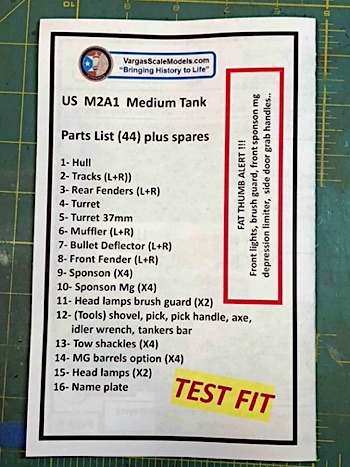 VargasScaleModels.com
"Bringing History to Life"
US M2A1 Medium Tank
Parts List (44) plus spares
1- Hull
2- Tracks (L+R))
3- Rear Fenders (L+R)
4- Turret
5- Turret 37mm
6- Muffler (L+R)
7- Bullet Deflector (L+R)
8- Front Fender (L+R)
9- Sponson (X4)
10- Sponson Mg (X4)
11- Head lamps brush guard (X2)
12- (Tools) shovel, pick, pick handle, axe,
idler wrench, tankers bar
13- Tow shackles (X4)
14- MG barrels option (X4)
15- Head lamps (X2)
16- Name plate
FAT THUMB ALERT !!!
Front lights, brush guard, front sponson mg
depression limiter, side door grab handles..
TEST FIT